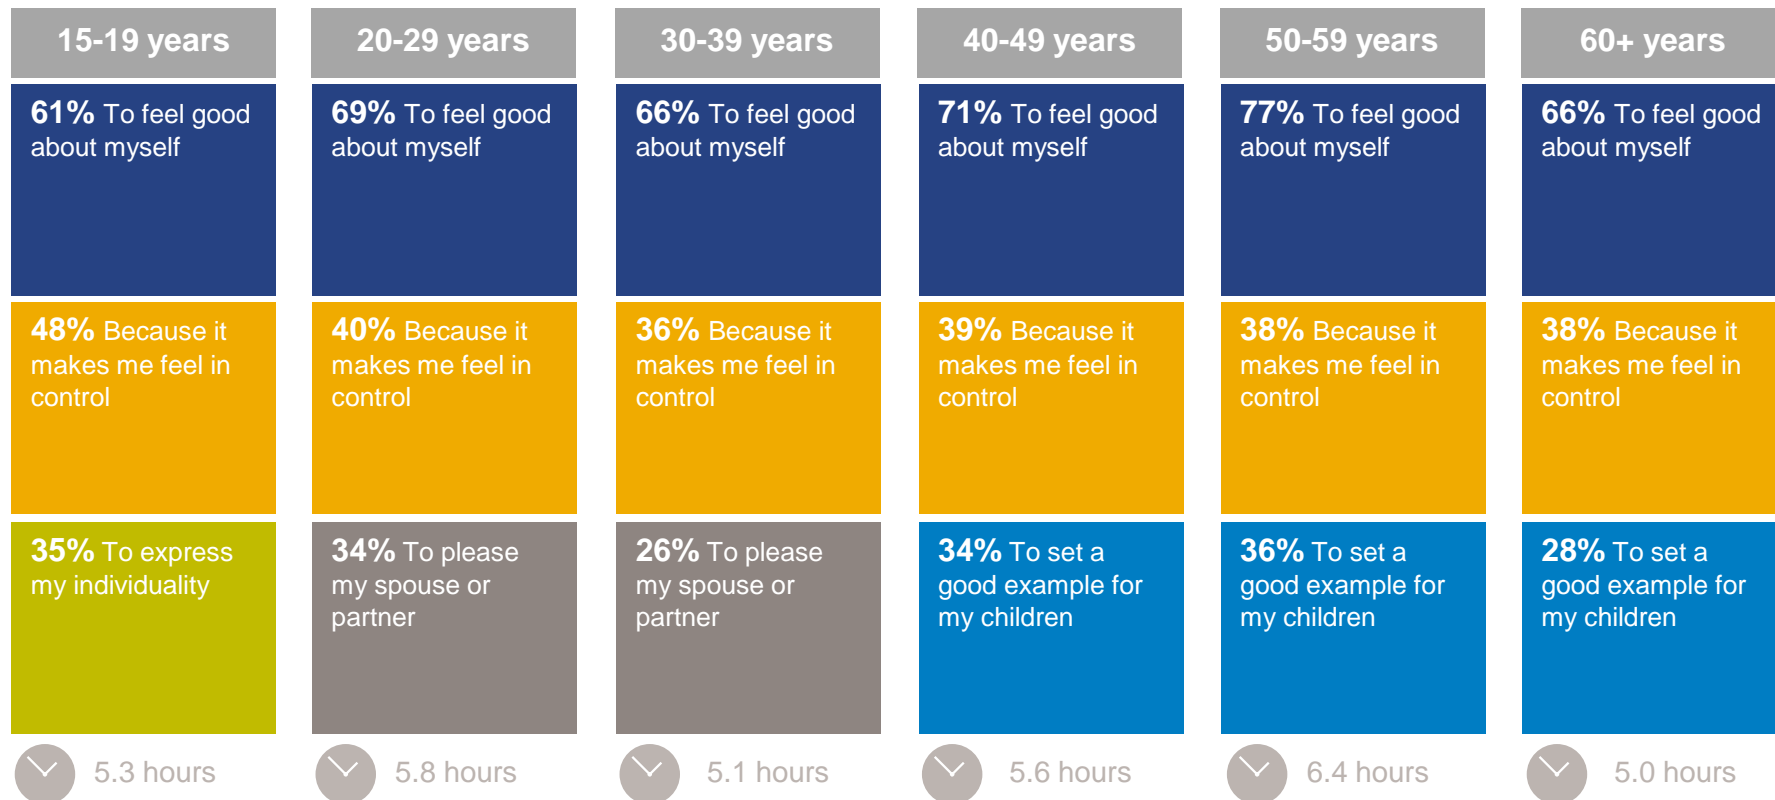 15-19 years
20-29 years
30-39 years
40-49 years
50-59 years
60+ years
61% To feel good
about myself
69% To feel good
about myself
66% To feel good
about myself
71% To feel good
about myself
77% To feel good
about myself
66% To feel good
about myself
48% Because it
makes me feel in
control
40% Because it
makes me feel in
control
36% Because it
makes me feel in
control
39% Because it
makes me feel in
control
38% Because it
makes me feel in
control
38% Because it
makes me feel in
control
35% To express
my individuality
34% To please
my spouse or
partner
26% To please
my spouse or
partner
34% To set a
good example for
my children
36% To set a
good example for
my children
28% To set a
good example for
my children
5.3 hours
5.8 hours
5.1 hours
5.6 hours
6.4 hours
5.0 hours